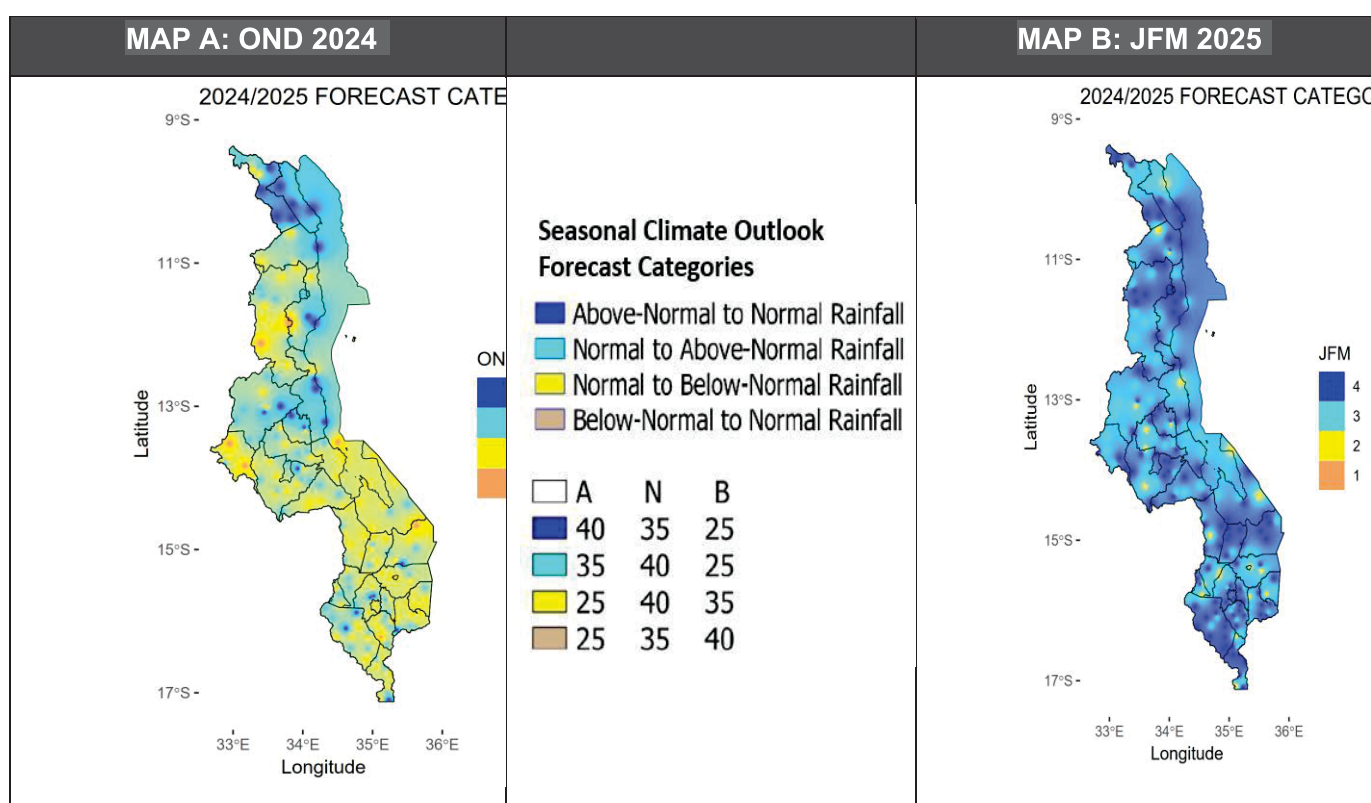 MAP A: OND 2024
MAP B: JFM 2025
2024/2025 FORECAST CATE
9°S
11°S
13°S
15°S
17°S
Latitude
33°E 34°E 35°E 36°E
Longitude
ON
Seasonal Climate Outlook
Forecast Categories
Above-Normal to Normal Rainfall
Normal to Above-Normal Rainfall
Normal to Below-Normal Rainfall
Below-Normal to Normal Rainfall
A N B
40 35 25
35 40 25
25 40 35
25 35 40
2024/2025 FORECAST CATEGO
9°S
11°S
13°S
15°S
17°S
Latitude
33°E 34°E 35°E 36°E
Longitude
JFM
4
3
2
1